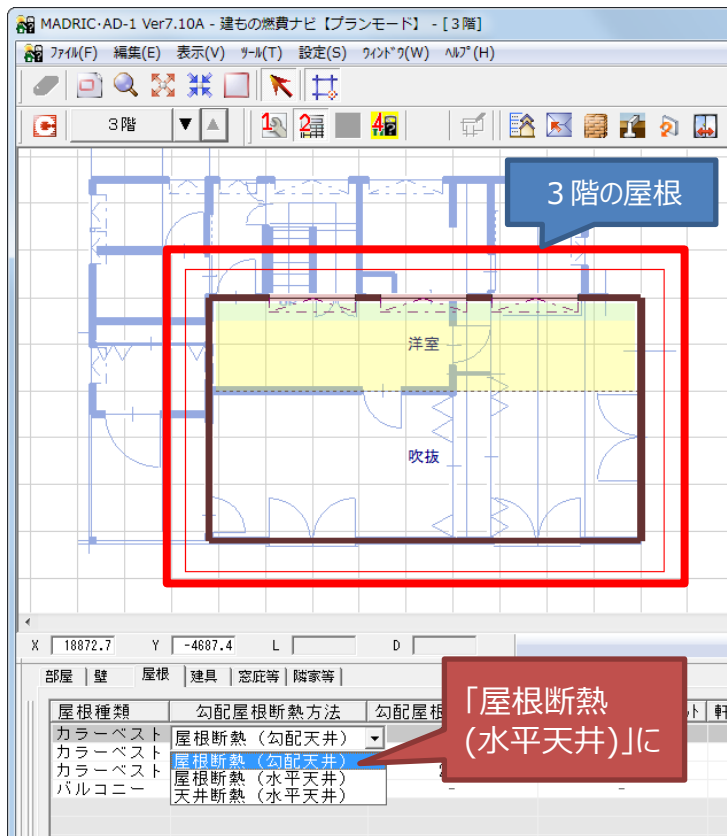 MADRIC・AD-1 Ver7.10A - 建もの燃費ナビ【プランモード】 - [３階]
ﾌｧｲﾙ(F) 編集(E) 表示(V) ﾂｰﾙ(T) 設定(S) ｳｨﾝﾄﾞｳ(W) ﾍﾙﾌﾟ(H)
３階
３階の屋根
洋室
吹抜
X 18872.7 Y -4687.4 L D
部屋 壁 屋根 建具 窓庇等 隣家等
「屋根断熱
(水平天井)」に
屋根種類 勾配屋根断熱方法 勾配屋根
カラーベスト 屋根断熱（勾配天井）
カラーベスト 屋根断熱（勾配天井）
カラーベスト 屋根断熱（水平天井）
バルコニー 天井断熱（水平天井） - -